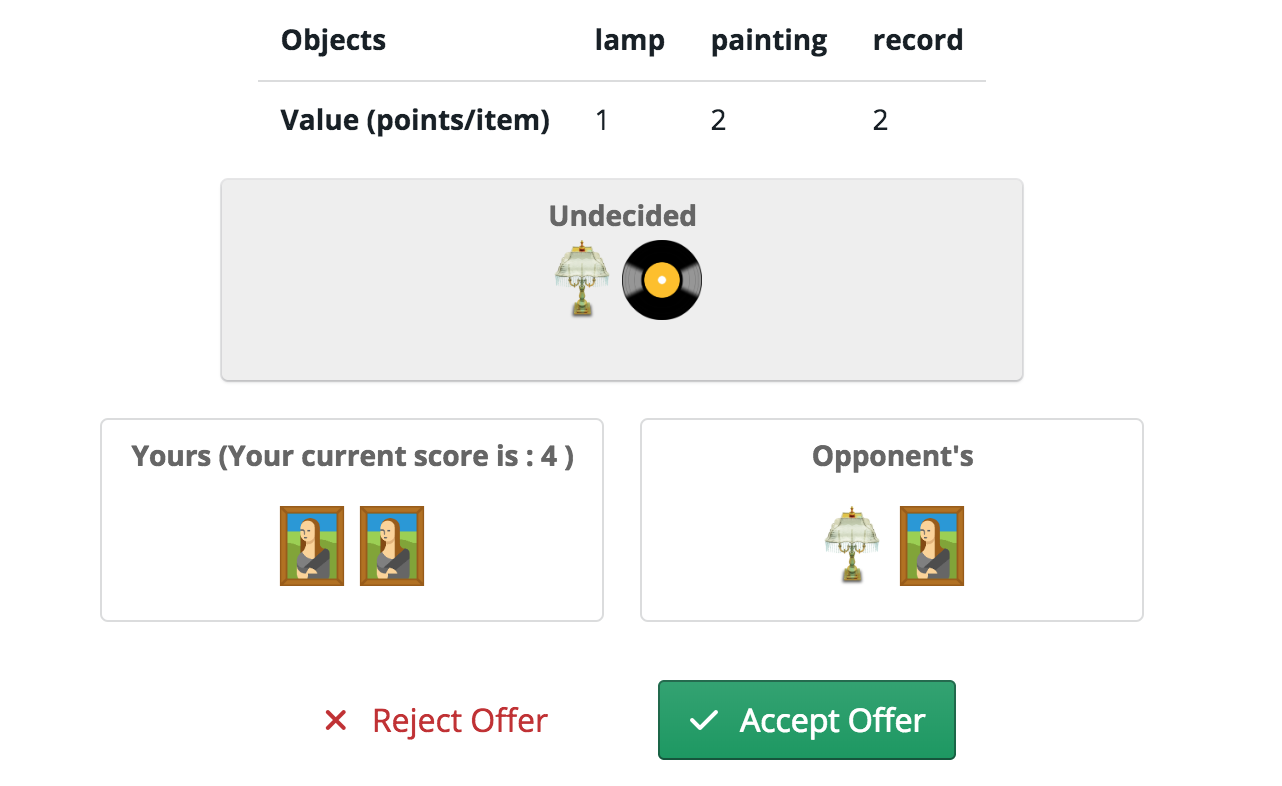 Objects lamp painting record
Value (points/item) 1 2 2
Undecided
Yours (Your current score is : 4 )
Opponent's
Reject Offer
Accept Offer